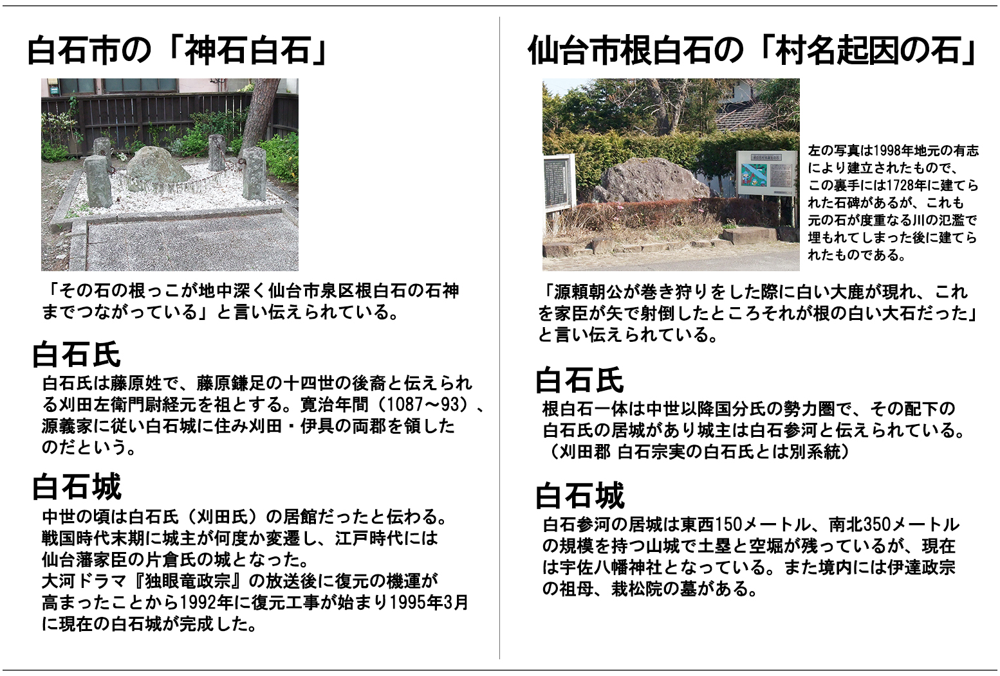 白石市の「神石白石」
「その石の根っこが地中深く仙台市泉区根白石の石神
までつながっている」と言い伝えられている。
白石氏
白石氏は藤原姓で、藤原鎌足の十四世の後裔と伝えられ
る刈田左衛門尉経元を祖とする。寛治年間（1087～93）、
源義家に従い白石城に住み刈田・伊具の両郡を領した
のだという。
白石城
中世の頃は白石氏（刈田氏）の居館だったと伝わる。
戦国時代末期に城主が何度か変遷し、江戸時代には
仙台藩家臣の片倉氏の城となった。
大河ドラマ『独眼竜政宗』の放送後に復元の機運が
高まったことから1992年に復元工事が始まり1995年3月
に現在の白石城が完成した。
仙台市根白石の「村名起因の石」
左の写真は1998年地元の有志
により建立されたもので、
この裏手には1728年に建てら
れた石碑があるが、これも
元の石が度重なる川の氾濫で
埋もれてしまった後に建てら
れたものである。
「源頼朝公が巻き狩りをした際に白い大鹿が現れ、これ
を家臣が矢で射倒したところそれが根の白い大石だった」
と言い伝えられている。
白石氏
根白石一体は中世以降国分氏の勢力圏で、その配下の
白石氏の居城があり城主は白石参河と伝えられている。
（刈田郡 白石宗実の白石氏とは別系統）
白石城
白石参河の居城は東西150メートル、南北350メートル
の規模を持つ山城で土塁と空堀が残っているが、現在
は宇佐八幡神社となっている。また境内には伊達政宗
の祖母、栽松院の墓がある。